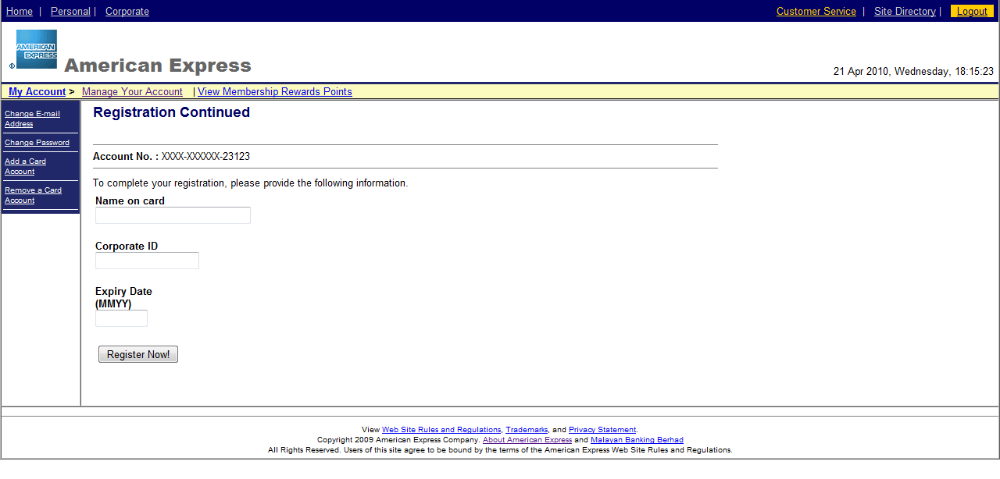 Home | Personal | Corporate Customer Service | Site Directory | Logout
AMERICAN
EXPRESS
® American Express
21 Apr 2010, Wednesday, 18:15:23
My Account > Manage Your Account | View Membership Rewards Points
Change E-mail
Address
Change Password
Add a Card
Account
Remove a Card
Account
Registration Continued
Account No. : XXXX-XXXXXX-23123
To complete your registration, please provide the following information.
Name on card
Corporate ID
Expiry Date
(MMYY)
Register Now!
View Web Site Rules and Regulations, Trademarks, and Privacy Statement.
Copyright 2009 American Express Company. About American Express and Malayan Banking Berhad
All Rights Reserved. Users of this site agree to be bound by the terms of the American Express Web Site Rules and Regulations.